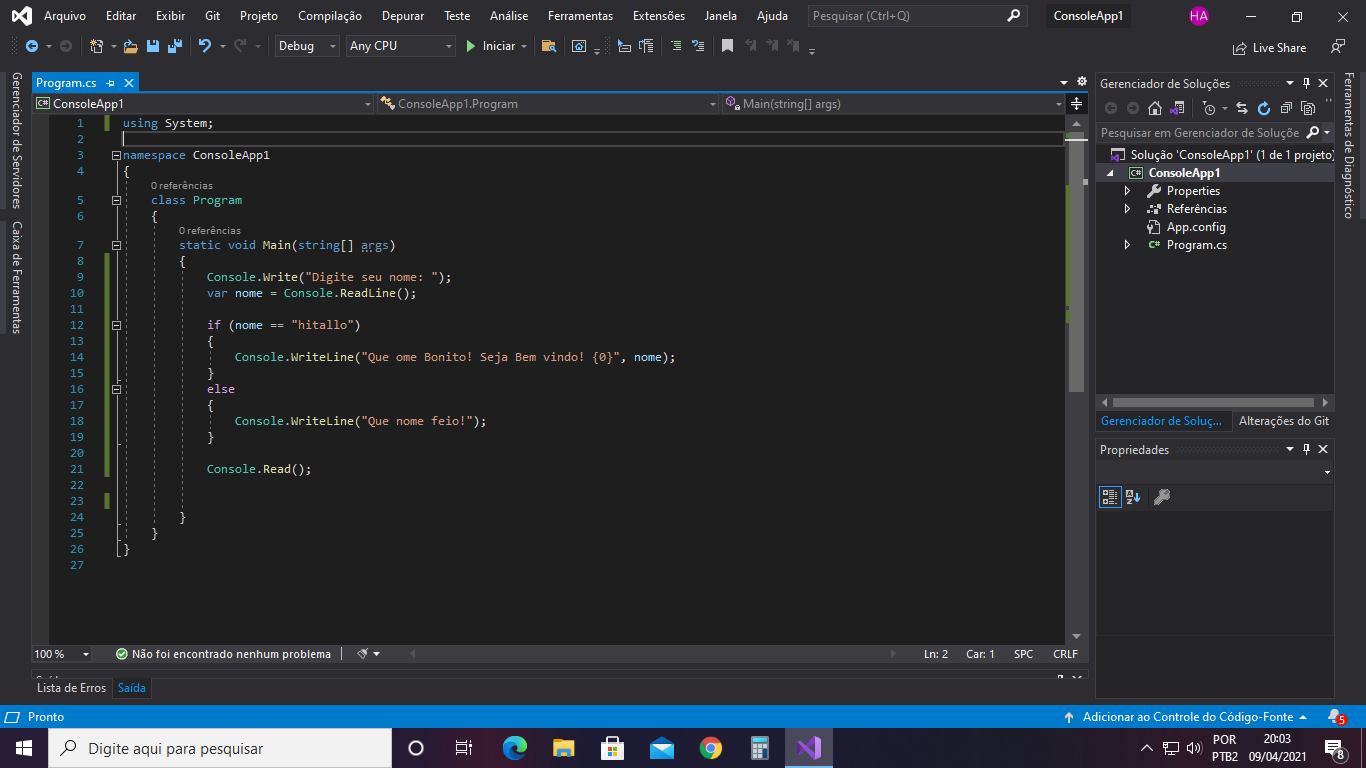 Arquivo Editar Exibir Git Projeto Compilação Depurar Teste Análise Ferramentas Extensões Janela Ajuda Pesquisar (Ctrl+Q) ConsoleApp1 HA
Debug Any CPU Iniciar Live Share
Gerenciador de Servidores
Caixa de Ferramentas
Program.cs
ConsoleApp1 ConsoleApp1.Program Main(string[] args)
1 using System;
2
3 namespace ConsoleApp1
4 {
0 referências
5 class Program
6 {
0 referências
7 static void Main(string[] args)
8 {
9 Console.Write("Digite seu nome: ");
10 var nome = Console.ReadLine();
11
12 if (nome == "hitallo")
13 {
14 Console.WriteLine("Que ome Bonito! Seja Bem vindo! {0}", nome);
15 }
16 else
17 {
18 Console.WriteLine("Que nome feio!");
19 }
20
21 Console.Read();
22
23
24 }
25 }
26 }
27
100 % Não foi encontrado nenhum problema Ln: 2 Car: 1 SPC CRLF
Lista de Erros Saída
Gerenciador de Soluções
Pesquisar em Gerenciador de Soluçõe
Solução 'ConsoleApp1' (1 de 1 projeto)
ConsoleApp1
Properties
Referências
App.config
Program.cs
Gerenciador de Soluç... Alterações do Git
Propriedades
Ferramentas de Diagnóstico
Pronto Adicionar ao Controle do Código-Fonte 5
Digite aqui para pesquisar
POR
PTB2
20:03
09/04/2021
8